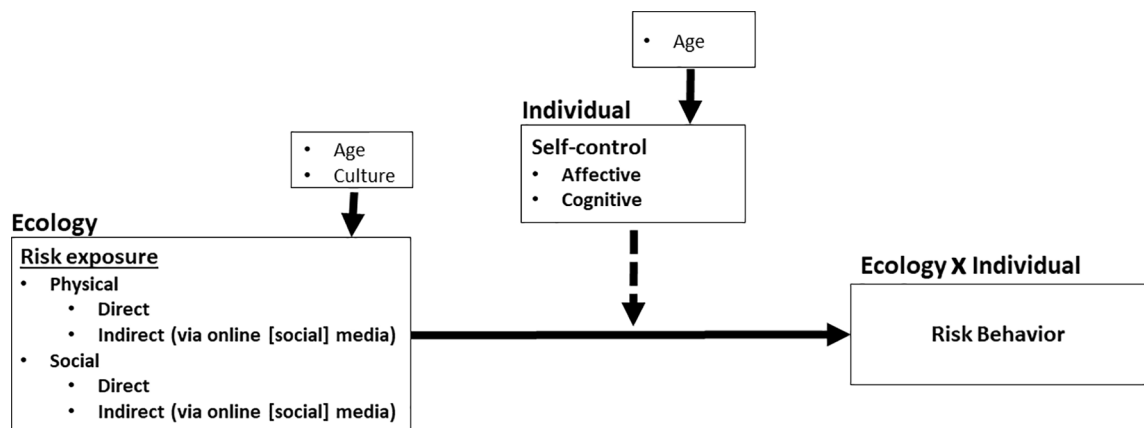 • Age
Individual
Self-control
• Affective
• Cognitive
• Age
• Culture
Ecology
Risk exposure
• Physical
• Direct
• Indirect (via online [social] media)
• Social
• Direct
• Indirect (via online [social] media)
Ecology X Individual
Risk Behavior